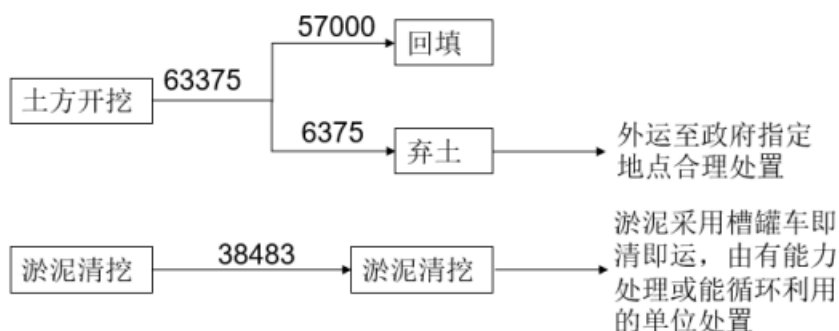 57000
回填
土方开挖
63375
6375
弃土
外运至政府指定
地点合理处置
淤泥清挖
38483
淤泥清挖
淤泥采用槽罐车即
清即运，由有能力
处理或能循环利用
的单位处置